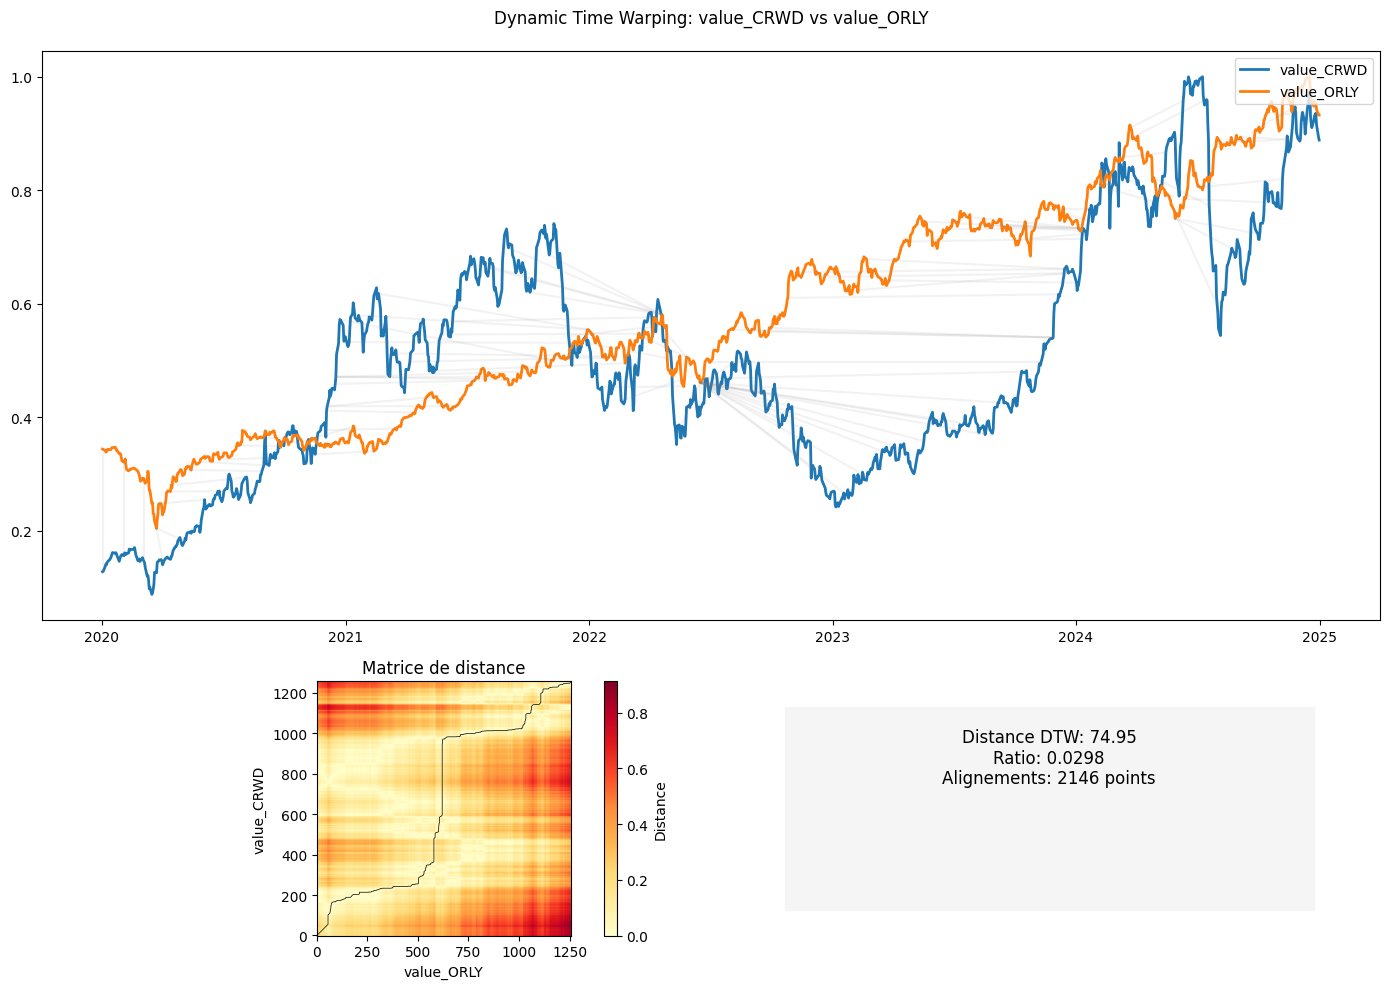 Dynamic Time Warping: value_CRWD vs value_ORLY
value_CRWD
value_ORLY
1.0
0.8
0.6
0.4
0.2
2020 2021 2022 2023 2024 2025
Matrice de distance
value_CRWD
1200
1000
800
600
400
200
0
0 250 500 750 1000 1250
value_ORLY
0.8
0.6
0.4
0.2
0.0
Distance
Distance DTW: 74.95
Ratio: 0.0298
Alignements: 2146 points